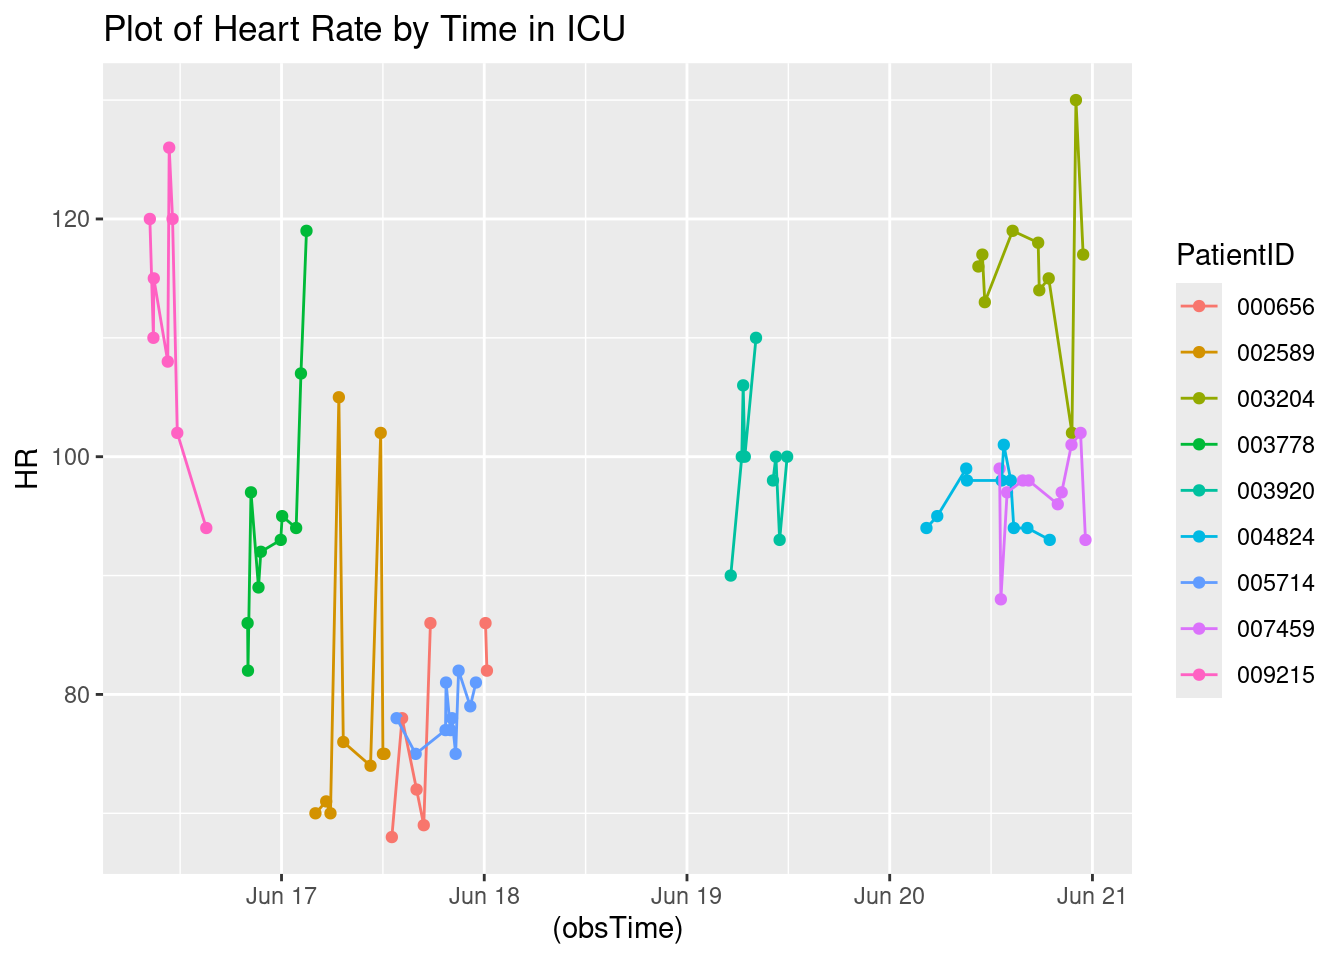 Plot of Heart Rate by Time in ICU
HR
120
100
80
Jun 17
Jun 18
Jun 19
Jun 20
Jun 21
(obsTime)
PatientID
000656
002589
003204
003778
003920
004824
005714
007459
009215